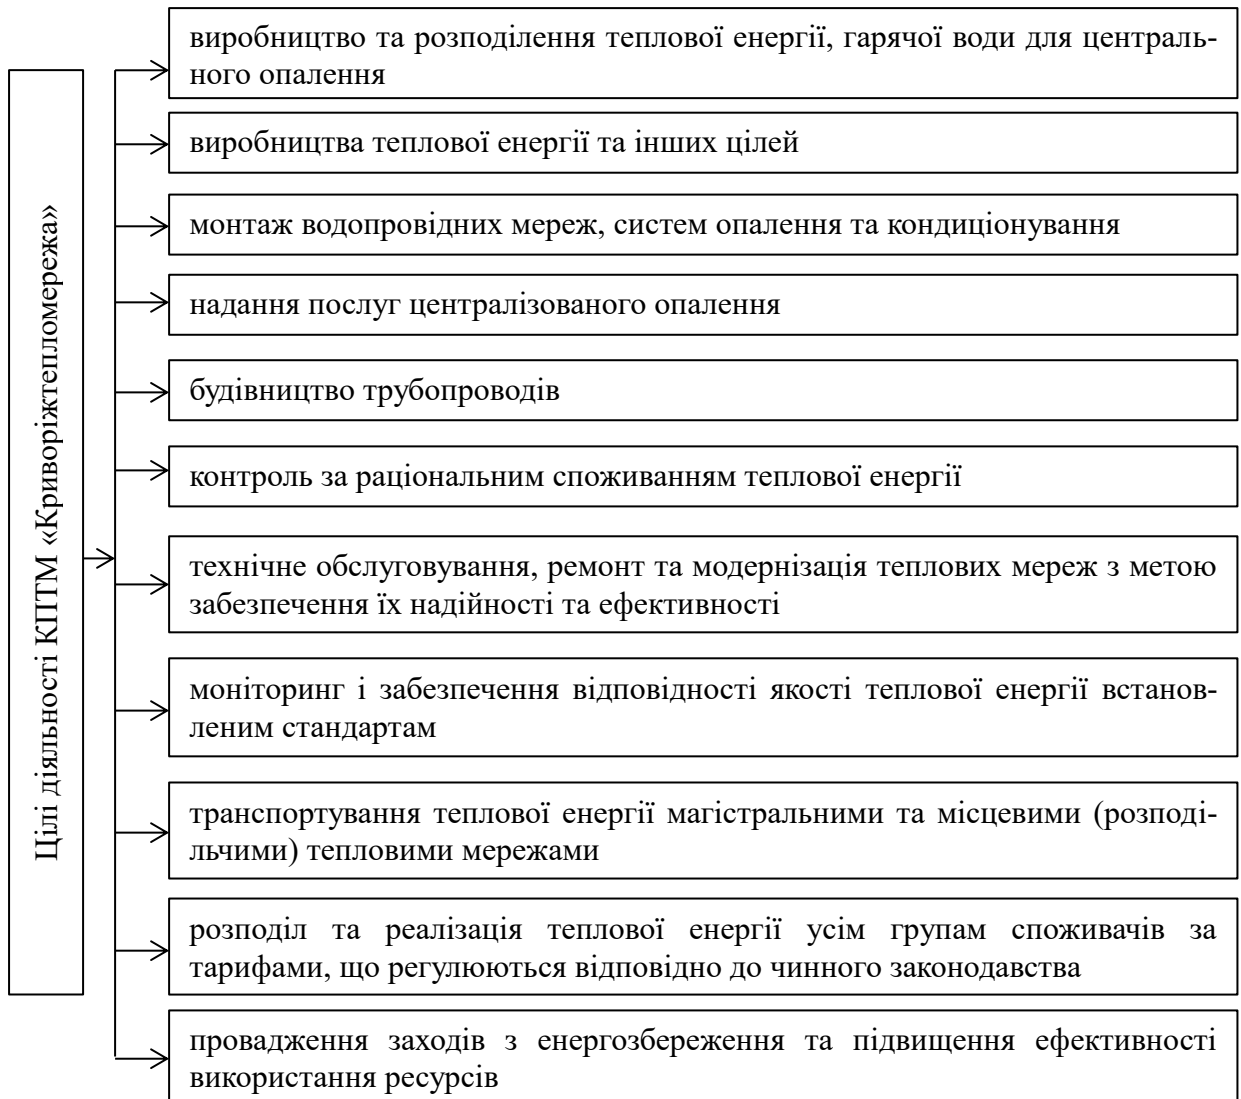 Цілі діяльності КПТМ «Криворіжтепломережа»
виробництво та розподілення теплової енергії, гарячої води для централь-
ного опалення
виробництва теплової енергії та інших цілей
монтаж водопровідних мереж, систем опалення та кондиціонування
надання послуг централізованого опалення
будівництво трубопроводів
контроль за раціональним споживанням теплової енергії
технічне обслуговування, ремонт та модернізація теплових мереж з метою
забезпечення їх надійності та ефективності
моніторинг і забезпечення відповідності якості теплової енергії встанов-
леним стандартам
транспортування теплової енергії магістральними та місцевими (розподі-
льчими) тепловими мережами
розподіл та реалізація теплової енергії усім групам споживачів за
тарифами, що регулюються відповідно до чинного законодавства
провадження заходів з енергозбереження та підвищення ефективності
використання ресурсів